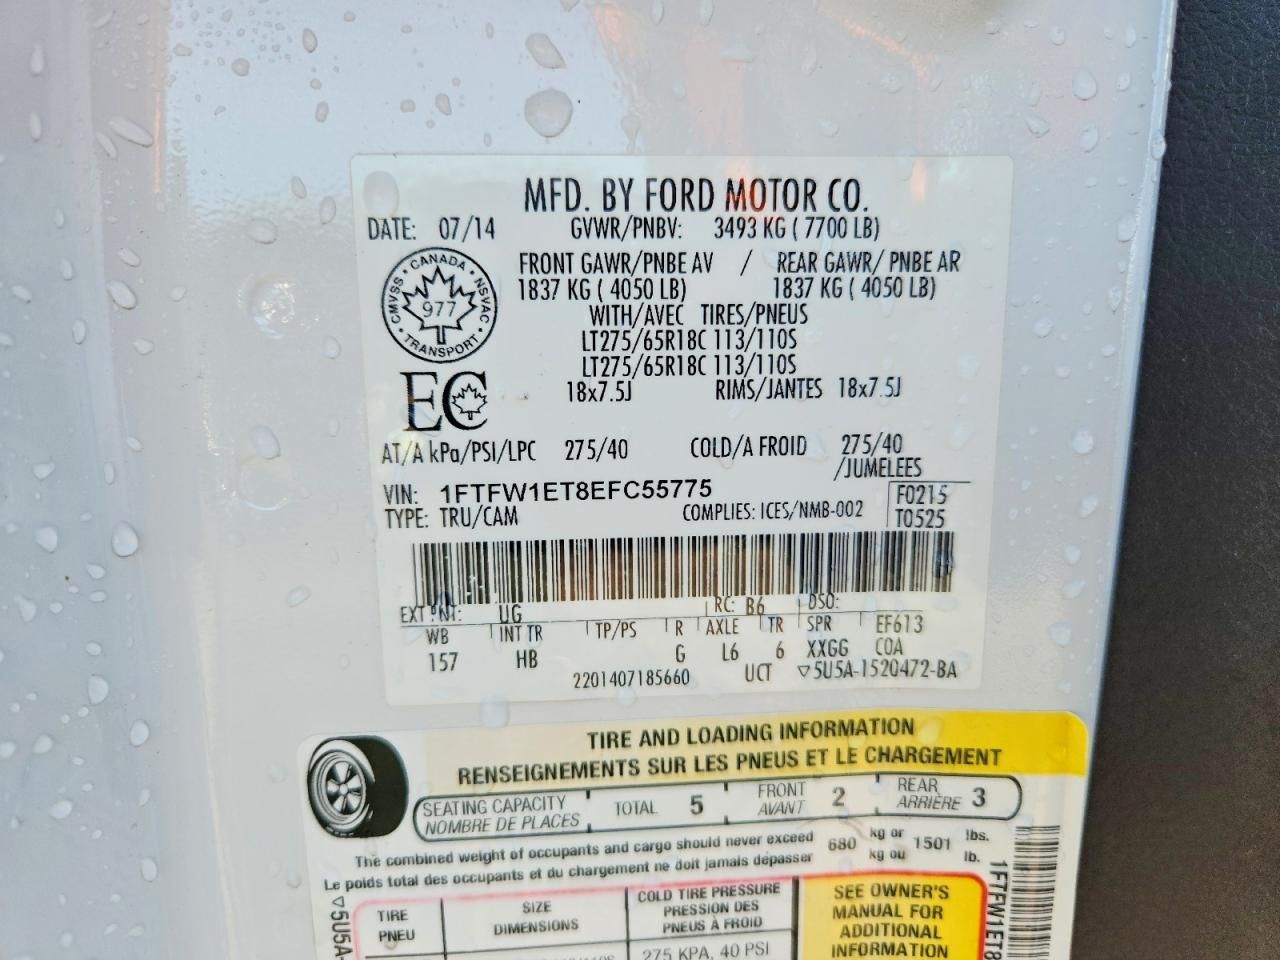 MFD. BY FORD MOTOR CO.
DATE: 07/14 GVWR/PNBV: 3493 KG ( 7700 LB)
FRONT GAWR/PNBE AV / REAR GAWR/ PNBE AR
1837 KG ( 4050 LB) 1837 KG ( 4050 LB)
WITH/AVEC TIRES/PNEUS
LT275/65R18C 113/110S
LT275/65R18C 113/110S
18x7.5J RIMS/JANTES 18x7.5J
CANADA
CMVSS • NSVAC
977
TRANSPORT
EC
AT/A kPa/PSI/LPC 275/40 COLD/A FROID 275/40
/JUMELEES
VIN: 1FTFW1ET8EFC55775 F0215
TYPE: TRU/CAM COMPLIES: ICES/NMB-002 T0525
EXT PNT: UG RC: B6 DSO:
WB INT TR TP/PS R AXLE TR SPR EF613
157 HB G L6 6 XXGG COA
2201407185660 UCT ▽5U5A-1520472-BA
TIRE AND LOADING INFORMATION
RENSEIGNEMENTS SUR LES PNEUS ET LE CHARGEMENT
SEATING CAPACITY TOTAL 5 FRONT 2 REAR 3
NOMBRE DE PLACES AVANT ARRIÈRE
The combined weight of occupants and cargo should never exceed 680 kg or 1501 lbs.
Le poids total des occupants et du chargement ne doit jamais dépasser kg ou lb.
▽5U5A-
TIRE SIZE COLD TIRE PRESSURE
PNEU DIMENSIONS PRESSION DES
PNEUS À FROID
275 KPA, 40 PSI
SEE OWNER'S
MANUAL FOR
ADDITIONAL
INFORMATION
1FTFW1ET8